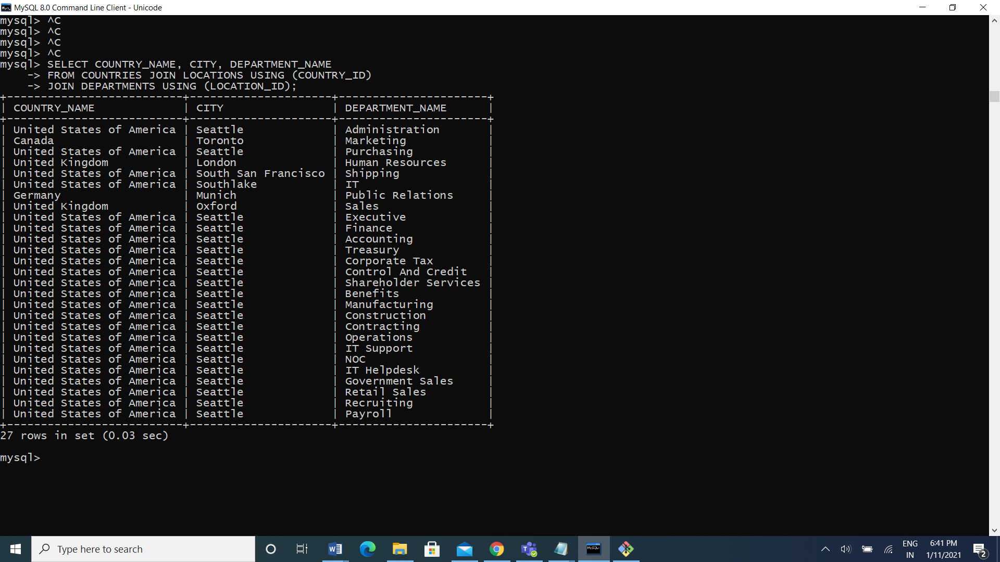 MySQL 8.0 Command Line Client - Unicode
mysql> ^C
mysql> ^C
mysql> ^C
mysql> ^C
mysql> SELECT COUNTRY_NAME, CITY, DEPARTMENT_NAME
    -> FROM COUNTRIES JOIN LOCATIONS USING (COUNTRY_ID)
    -> JOIN DEPARTMENTS USING (LOCATION_ID);
+--------------------------+---------------------+----------------------+
| COUNTRY_NAME             | CITY                | DEPARTMENT_NAME      |
+--------------------------+---------------------+----------------------+
| United States of America | Seattle             | Administration       |
| Canada                   | Toronto             | Marketing            |
| United States of America | Seattle             | Purchasing           |
| United Kingdom           | London              | Human Resources      |
| United States of America | South San Francisco | Shipping             |
| United States of America | Southlake           | IT                   |
| Germany                  | Munich              | Public Relations     |
| United Kingdom           | Oxford              | Sales                |
| United States of America | Seattle             | Executive            |
| United States of America | Seattle             | Finance              |
| United States of America | Seattle             | Accounting           |
| United States of America | Seattle             | Treasury             |
| United States of America | Seattle             | Corporate Tax        |
| United States of America | Seattle             | Control And Credit   |
| United States of America | Seattle             | Shareholder Services |
| United States of America | Seattle             | Benefits             |
| United States of America | Seattle             | Manufacturing        |
| United States of America | Seattle             | Construction         |
| United States of America | Seattle             | Contracting          |
| United States of America | Seattle             | Operations           |
| United States of America | Seattle             | IT Support           |
| United States of America | Seattle             | NOC                  |
| United States of America | Seattle             | IT Helpdesk          |
| United States of America | Seattle             | Government Sales     |
| United States of America | Seattle             | Retail Sales         |
| United States of America | Seattle             | Recruiting           |
| United States of America | Seattle             | Payroll              |
+--------------------------+---------------------+----------------------+
27 rows in set (0.03 sec)
mysql>
Type here to search
ENG
IN
6:41 PM
1/11/2021
2